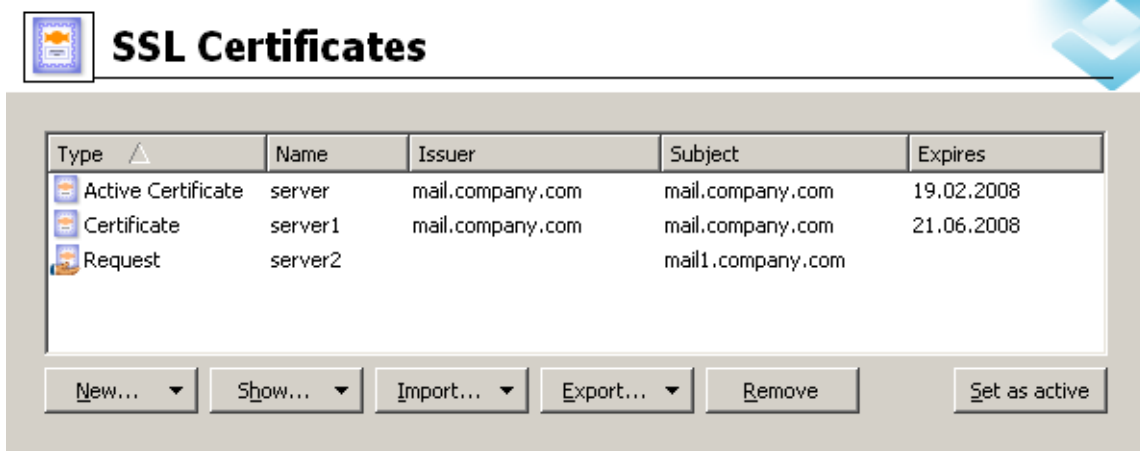 SSL Certificates
Type Name Issuer Subject Expires
Active Certificate server mail.company.com mail.company.com 19.02.2008
Certificate server1 mail.company.com mail.company.com 21.06.2008
Request server2 mail1.company.com
New... Show... Import... Export... Remove Set as active